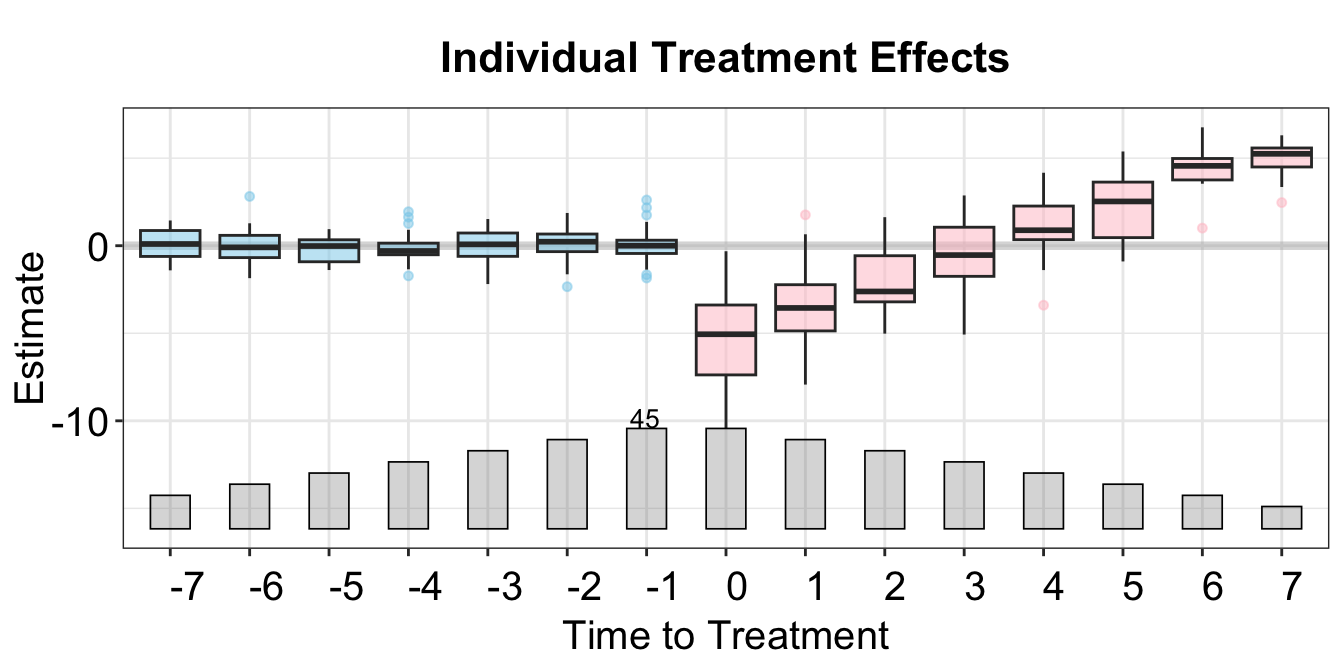 Individual Treatment Effects
Estimate
0
-10
45
-7 -6 -5 -4 -3 -2 -1 0 1 2 3 4 5 6 7
Time to Treatment